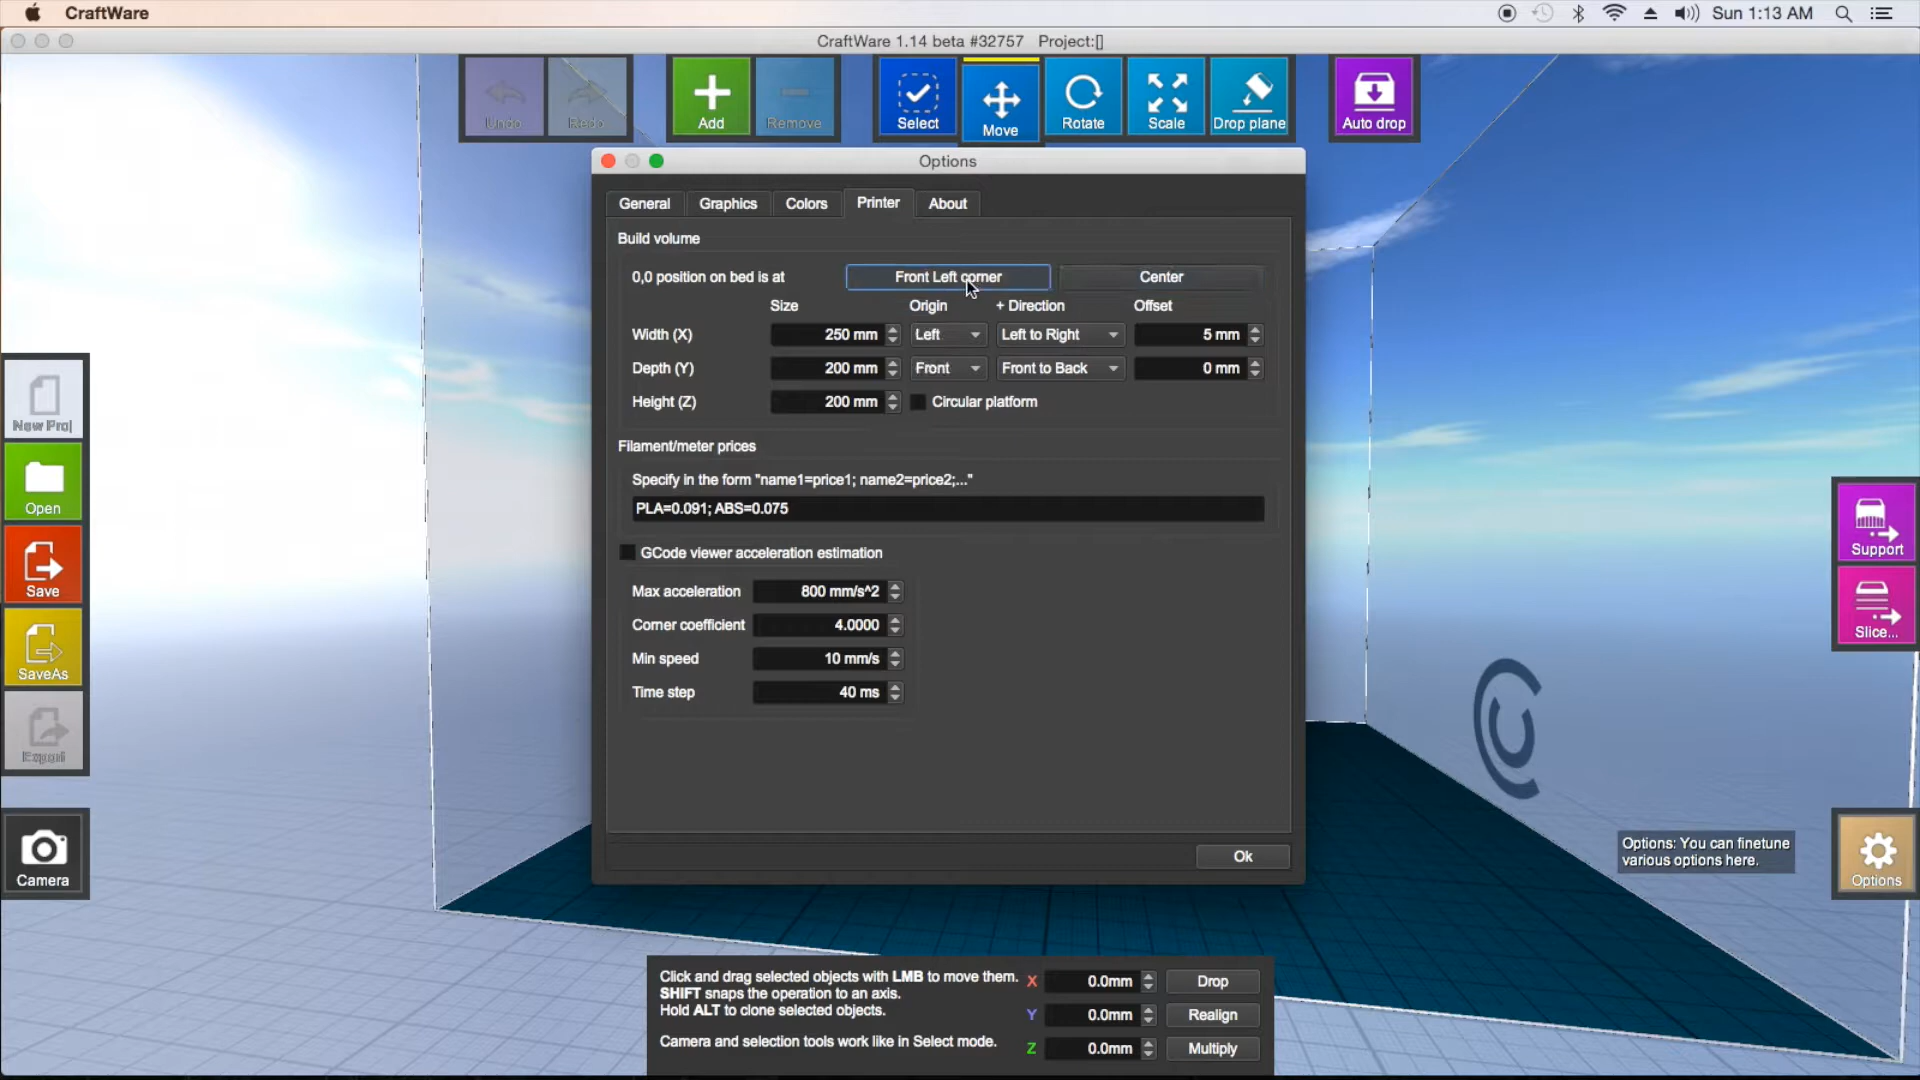 CraftWare
Sun 1:13 AM
CraftWare 1.14 beta #32757   Project:[]
Undo
Redo
Add
Remove
Select
Move
Rotate
Scale
Drop plane
Auto drop
Options
General
Graphics
Colors
Printer
About
Build volume
0,0 position on bed is at
Front Left corner
Center
Size
Origin
+ Direction
Offset
Width (X)
250 mm
Left
Left to Right
5 mm
Depth (Y)
200 mm
Front
Front to Back
0 mm
Height (Z)
200 mm
Circular platform
Filament/meter prices
Specify in the form "name1=price1; name2=price2;..."
PLA=0.091; ABS=0.075
GCode viewer acceleration estimation
Max acceleration
800 mm/s^2
Corner coefficient
4.0000
Min speed
10 mm/s
Time step
40 ms
Ok
New Proj
Open
Save
SaveAs
Export
Camera
Support
Slice...
Options: You can finetune
various options here.
Options
Click and drag selected objects with LMB to move them.
SHIFT snaps the operation to an axis.
Hold ALT to clone selected objects.
Camera and selection tools work like in Select mode.
X
0.0mm
Drop
Y
0.0mm
Realign
Z
0.0mm
Multiply